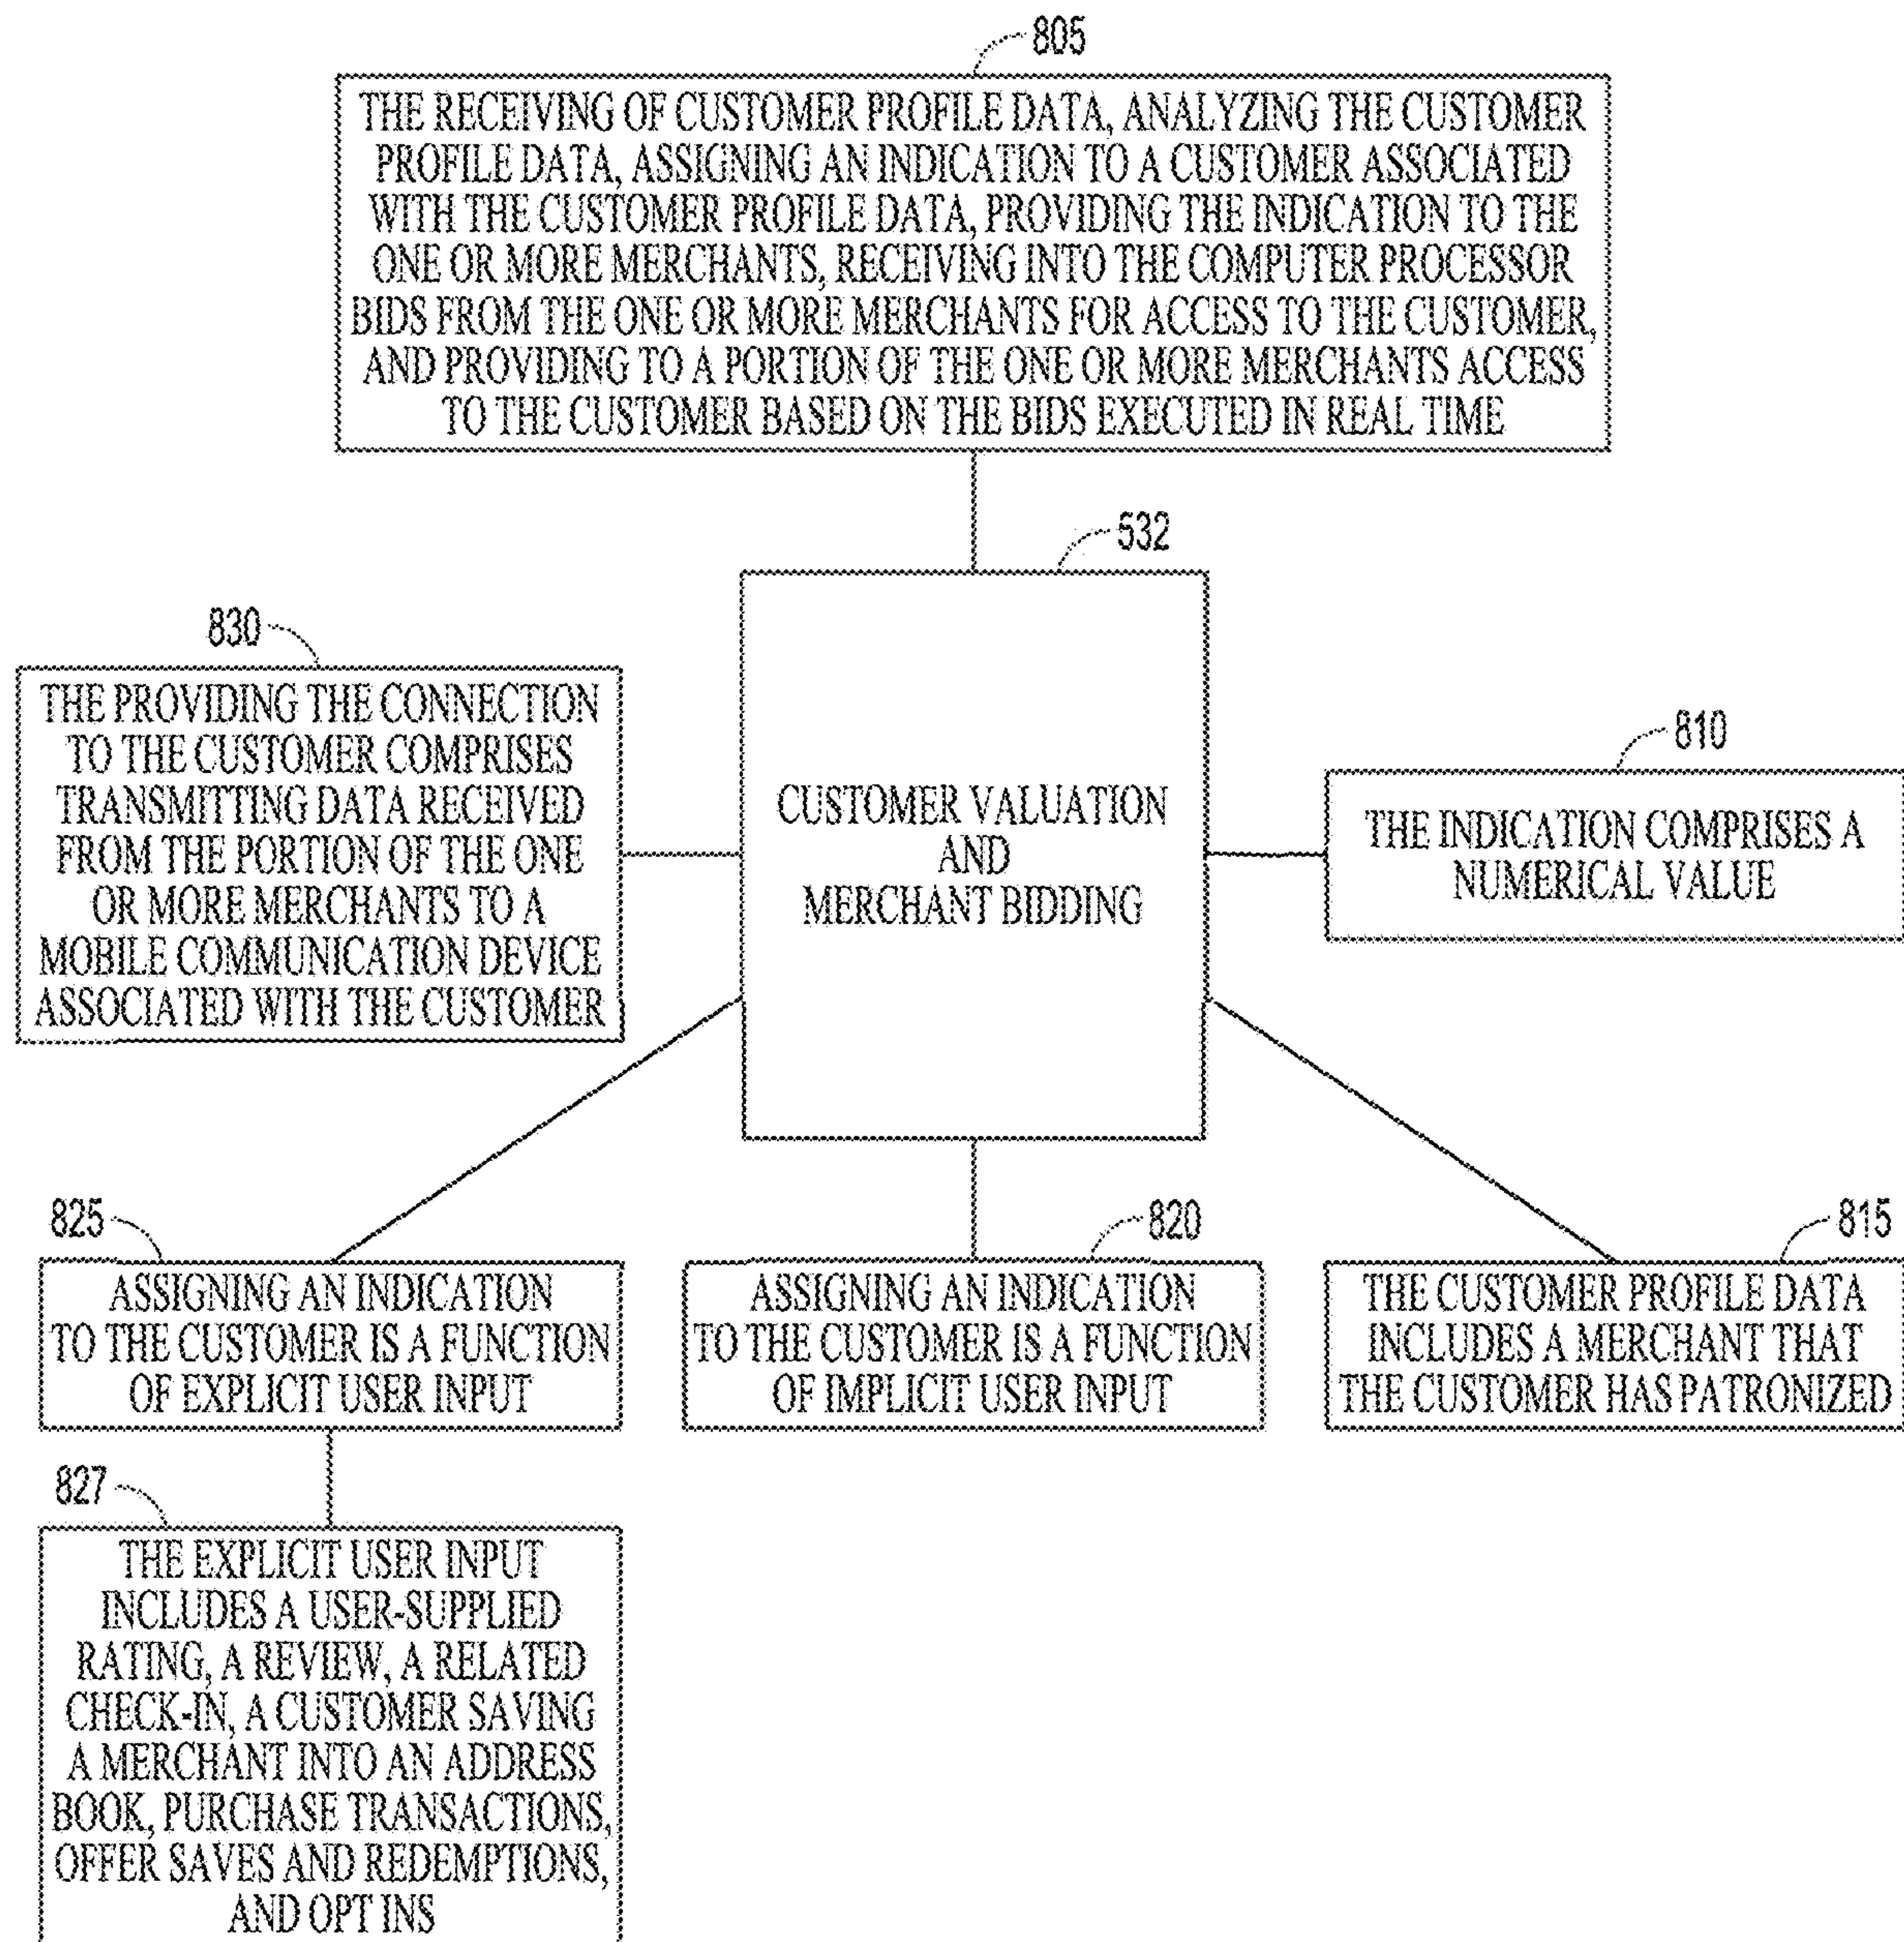 805
THE RECEIVING OF CUSTOMER PROFILE DATA, ANALYZING THE CUSTOMER
PROFILE DATA, ASSIGNING AN INDICATION TO A CUSTOMER ASSOCIATED
WITH THE CUSTOMER PROFILE DATA, PROVIDING THE INDICATION TO THE
ONE OR MORE MERCHANTS, RECEIVING INTO THE COMPUTER PROCESSOR
BIDS FROM THE ONE OR MORE MERCHANTS FOR ACCESS TO THE CUSTOMER,
AND PROVIDING TO A PORTION OF THE ONE OR MORE MERCHANTS ACCESS
TO THE CUSTOMER BASED ON THE BIDS EXECUTED IN REAL TIME
532
CUSTOMER VALUATION
AND
MERCHANT BIDDING
830
THE PROVIDING THE CONNECTION
TO THE CUSTOMER COMPRISES
TRANSMITTING DATA RECEIVED
FROM THE PORTION OF THE ONE
OR MORE MERCHANTS TO A
MOBILE COMMUNICATION DEVICE
ASSOCIATED WITH THE CUSTOMER
810
THE INDICATION COMPRISES A
NUMERICAL VALUE
825
ASSIGNING AN INDICATION
TO THE CUSTOMER IS A FUNCTION
OF EXPLICIT USER INPUT
820
ASSIGNING AN INDICATION
TO THE CUSTOMER IS A FUNCTION
OF IMPLICIT USER INPUT
815
THE CUSTOMER PROFILE DATA
INCLUDES A MERCHANT THAT
THE CUSTOMER HAS PATRONIZED
827
THE EXPLICIT USER INPUT
INCLUDES A USER-SUPPLIED
RATING, A REVIEW, A RELATED
CHECK-IN, A CUSTOMER SAVING
A MERCHANT INTO AN ADDRESS
BOOK, PURCHASE TRANSACTIONS,
OFFER SAVES AND REDEMPTIONS,
AND OPT INS